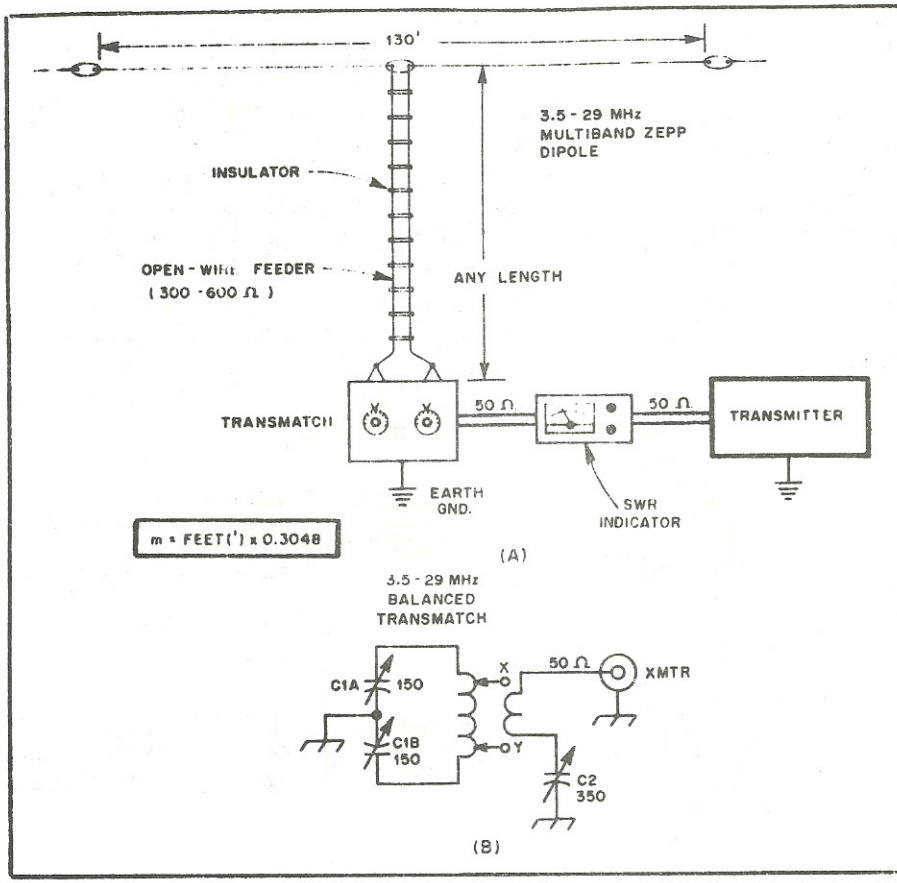 130'
3.5 - 29 MHz
MULTIBAND ZEPP
DIPOLE
INSULATOR
OPEN - WIRE FEEDER
( 300 - 600 Ω )
ANY LENGTH
TRANSMATCH
50 Ω
50 Ω
TRANSMITTER
EARTH
GND.
SWR
INDICATOR
m = FEET(') x 0.3048
(A)
3.5 - 29 MHz
BALANCED
TRANSMATCH
C1A
150
X
50 Ω
XMTR
C1B
150
Y
C2
350
(B)